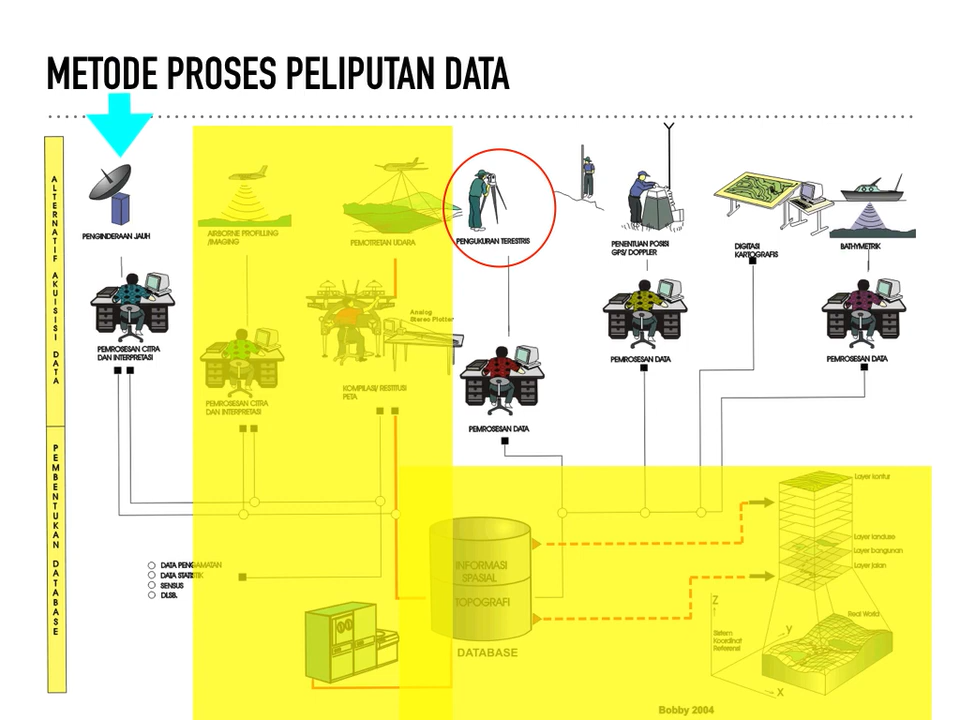 METODE PROSES PELIPUTAN DATA
ALTERNATIF AKUISISI DATA
PENGINDERAAN JAUH
AIRBORNE PROFILLING
/IMAGING
PEMOTRETAN UDARA
PENGUKURAN TERESTRIS
PENENTUAN POSISI
GPS/ DOPPLER
DIGITASI
KARTOGRAFIS
BATHYMETRIK
Analog
Stereo Plotter
PEMROSESAN CITRA
DAN INTERPRETASI
PEMROSESAN CITRA
DAN INTERPRETASI
KOMPILASI/ RESTITUSI
PETA
PEMROSESAN DATA
PEMROSESAN DATA
PEMROSESAN DATA
PEMBENTUKAN DATABASE
DATA PENGAMATAN
DATA STATISTIK
SENSUS
DLSB.
INFORMASI
SPASIAL
TOPOGRAFI
DATABASE
Layer kontur
Layer landuse
Layer bangunan
Layer jalan
Real World
Z
Y
X
Sistem
Koordinat
Referensi
Bobby 2004